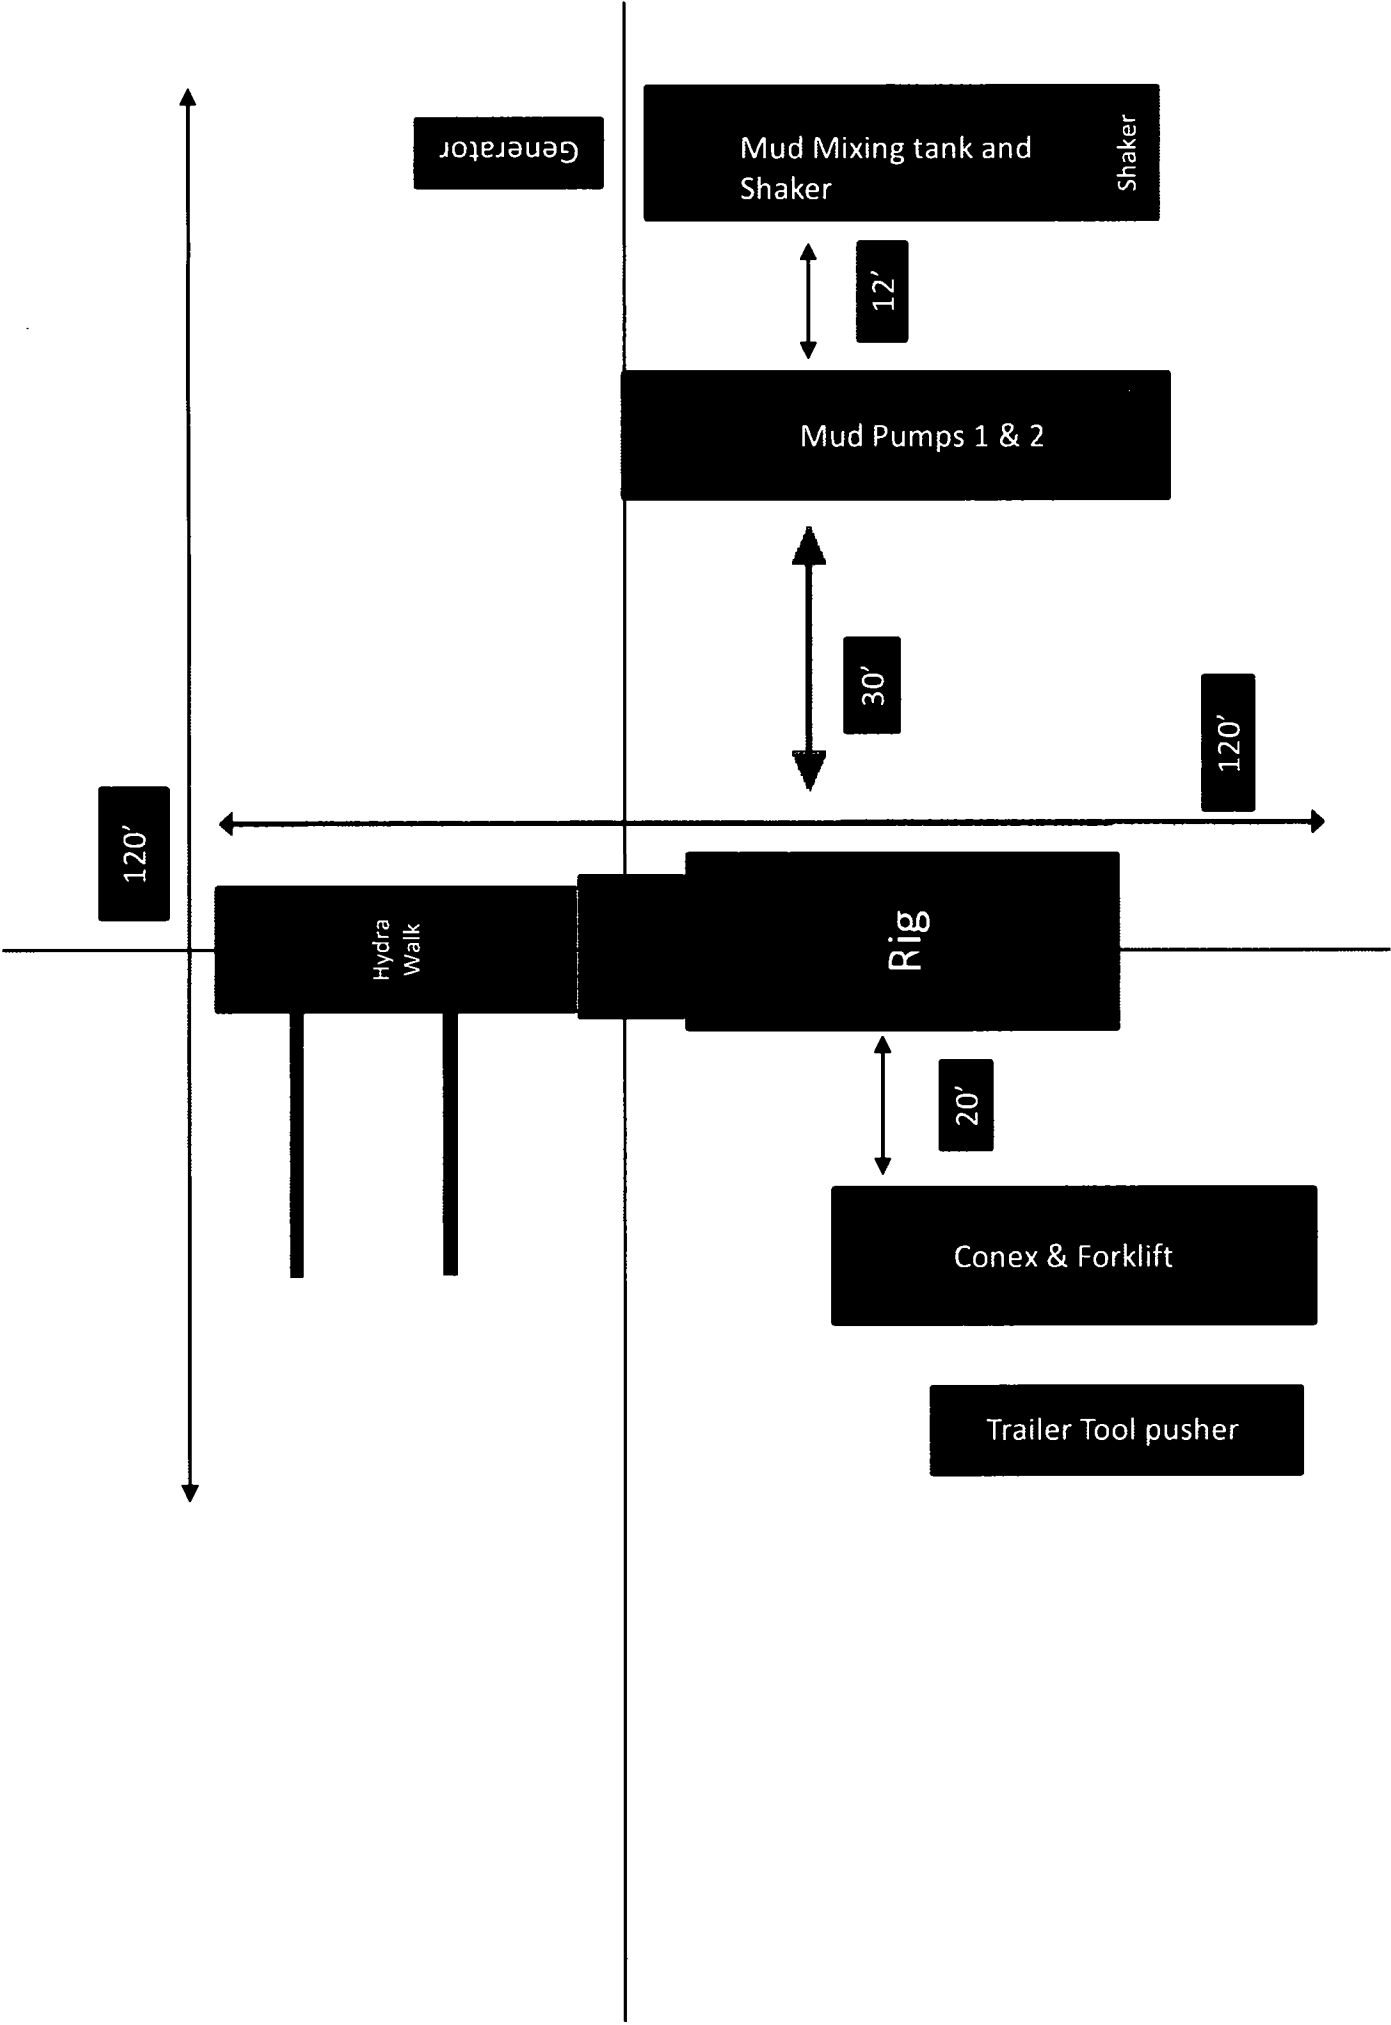 Generator
Mud Mixing tank and
Shaker
Shaker
12'
Mud Pumps 1 & 2
30'
120'
120'
Hydra
Walk
Rig
20'
Conex & Forklift
Trailer Tool pusher